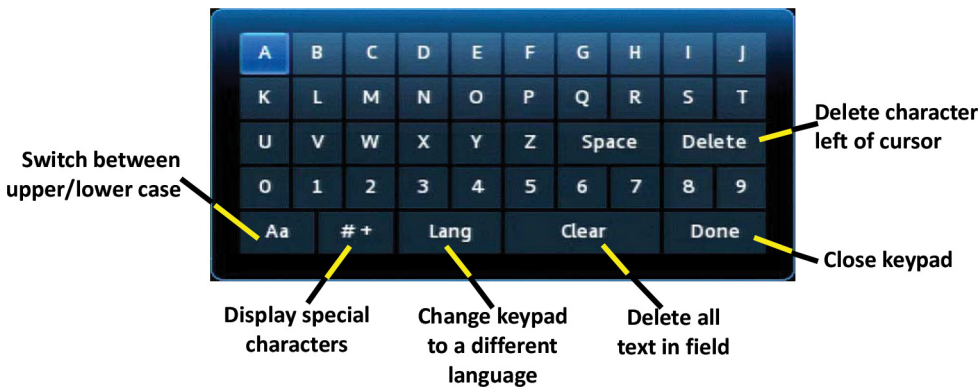 A B C D E F G H I J
K L M N O P Q R S T
U V W X Y Z Space Delete
0 1 2 3 4 5 6 7 8 9
Aa #+ Lang Clear Done
Delete character
left of cursor
Switch between
upper/lower case
Close keypad
Display special
characters
Change keypad
to a different
language
Delete all
text in field